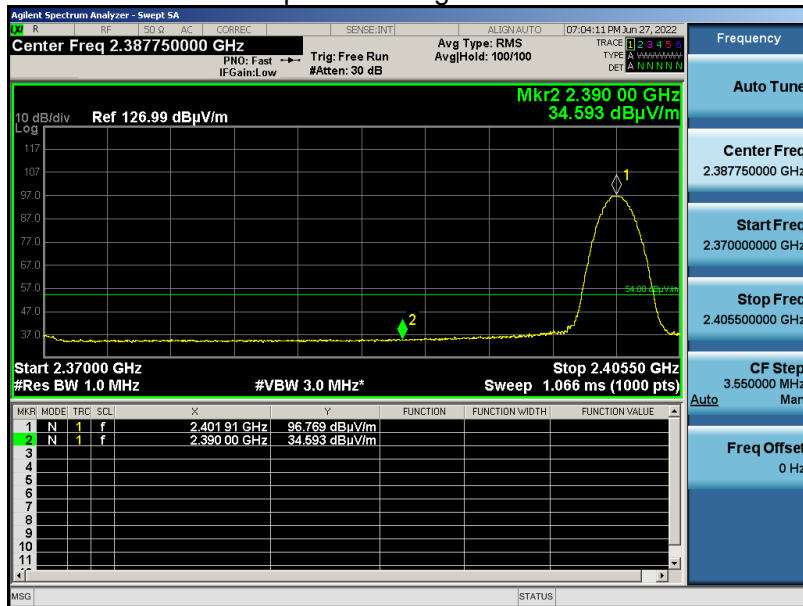 Agilent Spectrum Analyzer - Swept SA
LXI R RF 50 Ω AC CORREC SENSE:INT ALIGN AUTO 07:04:11 PM Jun 27, 2022
Center Freq 2.387750000 GHz
PNO: Fast
IFGain:Low
Trig: Free Run
#Atten: 30 dB
Avg Type: RMS
Avg|Hold: 100/100
TRACE 1 2 3 4 5 6
TYPE A
DET A N N N N N
Mkr2 2.390 00 GHz
34.593 dBµV/m
10 dB/div
Log
Ref 126.99 dBµV/m
117
107
97.0
87.0
77.0
67.0
57.0
47.0
37.0
1
54.00 dBµV/m
2
Start 2.37000 GHz
Stop 2.40550 GHz
#Res BW 1.0 MHz
#VBW 3.0 MHz*
Sweep 1.066 ms (1000 pts)
MKR MODE TRC SCL X Y FUNCTION FUNCTION WIDTH FUNCTION VALUE
1 N 1 f 2.401 91 GHz 96.769 dBµV/m
2 N 1 f 2.390 00 GHz 34.593 dBµV/m
3
4
5
6
7
8
9
10
11
MSG
STATUS
Frequency
Auto Tune
Center Freq
2.387750000 GHz
Start Freq
2.370000000 GHz
Stop Freq
2.405500000 GHz
CF Step
3.550000 MHz
Auto Man
Freq Offset
0 Hz